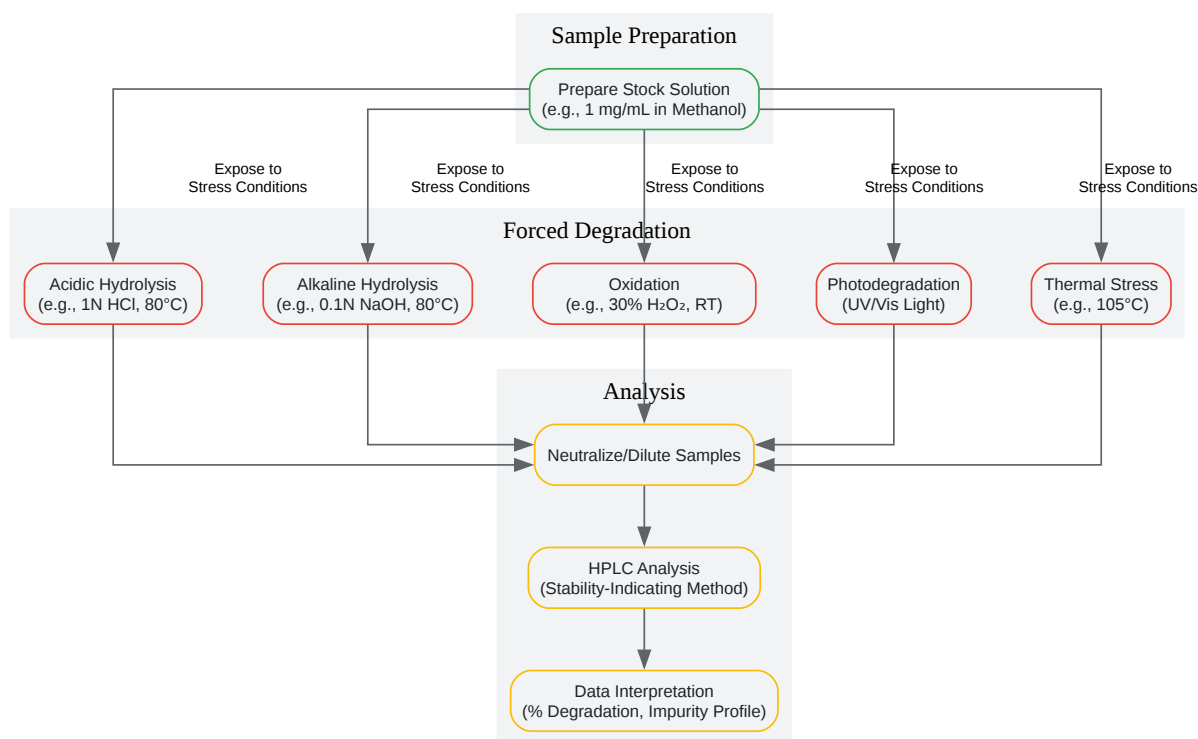 Sample Preparation
Prepare Stock Solution
(e.g., 1 mg/mL in Methanol)
Expose to
Stress Conditions
Expose to
Stress Conditions
Expose to
Stress Conditions
Expose to
Stress Conditions
Expose to
Stress Conditions
Forced Degradation
Acidic Hydrolysis
(e.g., 1N HCl, 80°C)
Alkaline Hydrolysis
(e.g., 0.1N NaOH, 80°C)
Oxidation
(e.g., 30% H₂O₂, RT)
Photodegradation
(UV/Vis Light)
Thermal Stress
(e.g., 105°C)
Analysis
Neutralize/Dilute Samples
HPLC Analysis
(Stability-Indicating Method)
Data Interpretation
(% Degradation, Impurity Profile)